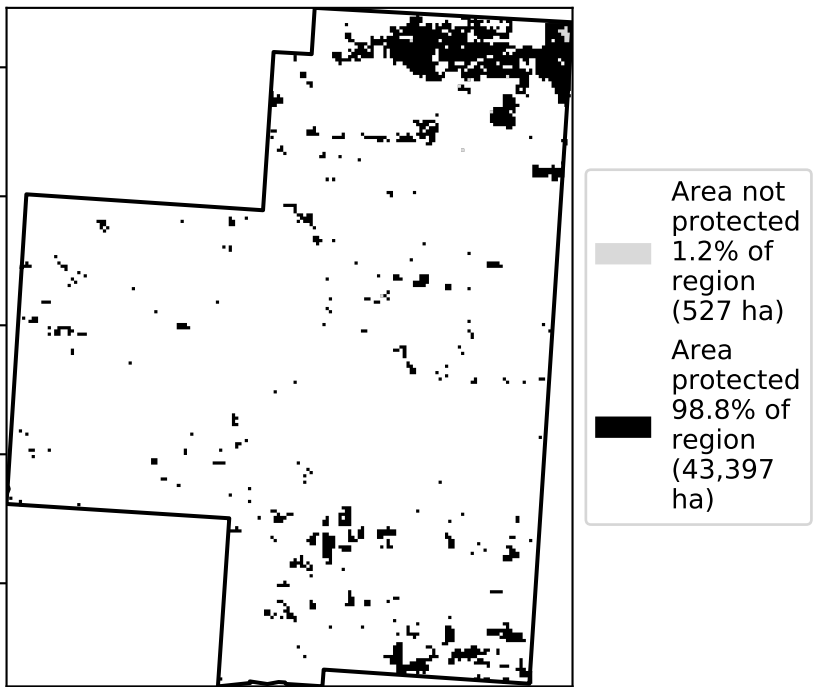 Area not
protected
1.2% of
region
(527 ha)
Area
protected
98.8% of
region
(43,397
ha)